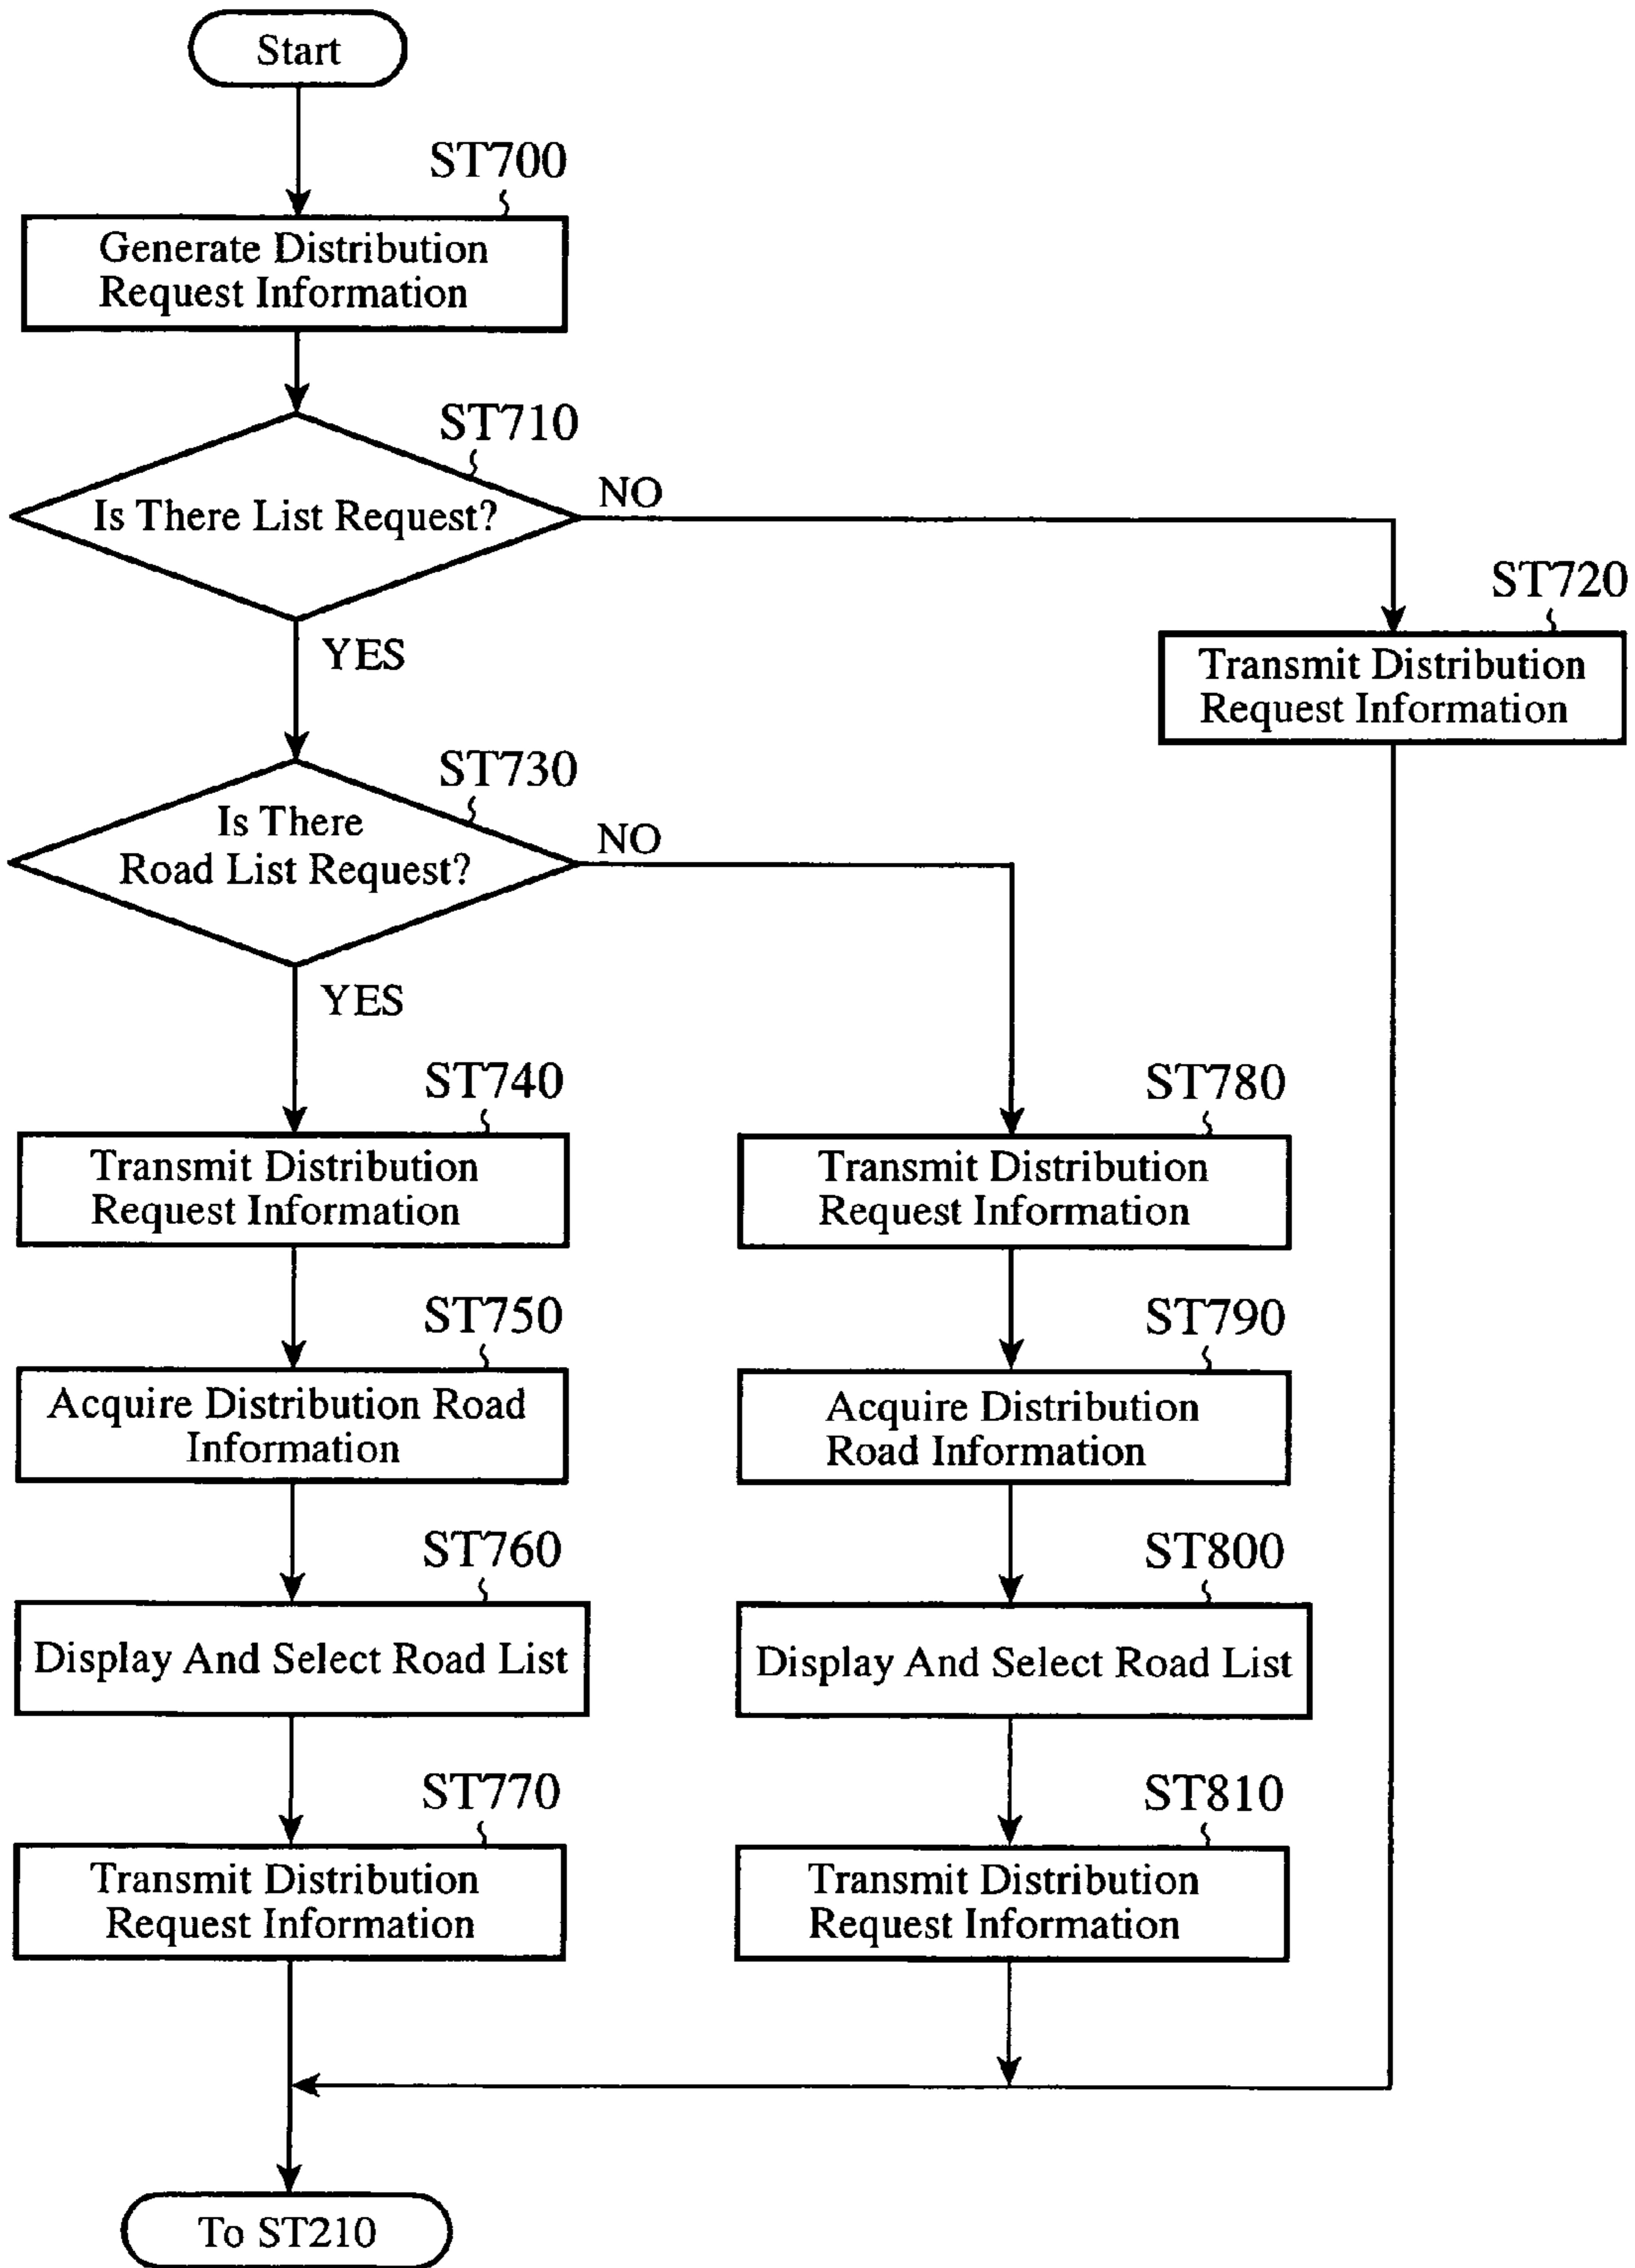 Start
ST700
Generate Distribution
Request Information
ST710
Is There List Request?
NO
YES
ST720
Transmit Distribution
Request Information
ST730
Is There
Road List Request?
NO
YES
ST740
Transmit Distribution
Request Information
ST780
Transmit Distribution
Request Information
ST750
Acquire Distribution Road
Information
ST790
Acquire Distribution
Road Information
ST760
Display And Select Road List
ST800
Display And Select Road List
ST770
Transmit Distribution
Request Information
ST810
Transmit Distribution
Request Information
To ST210